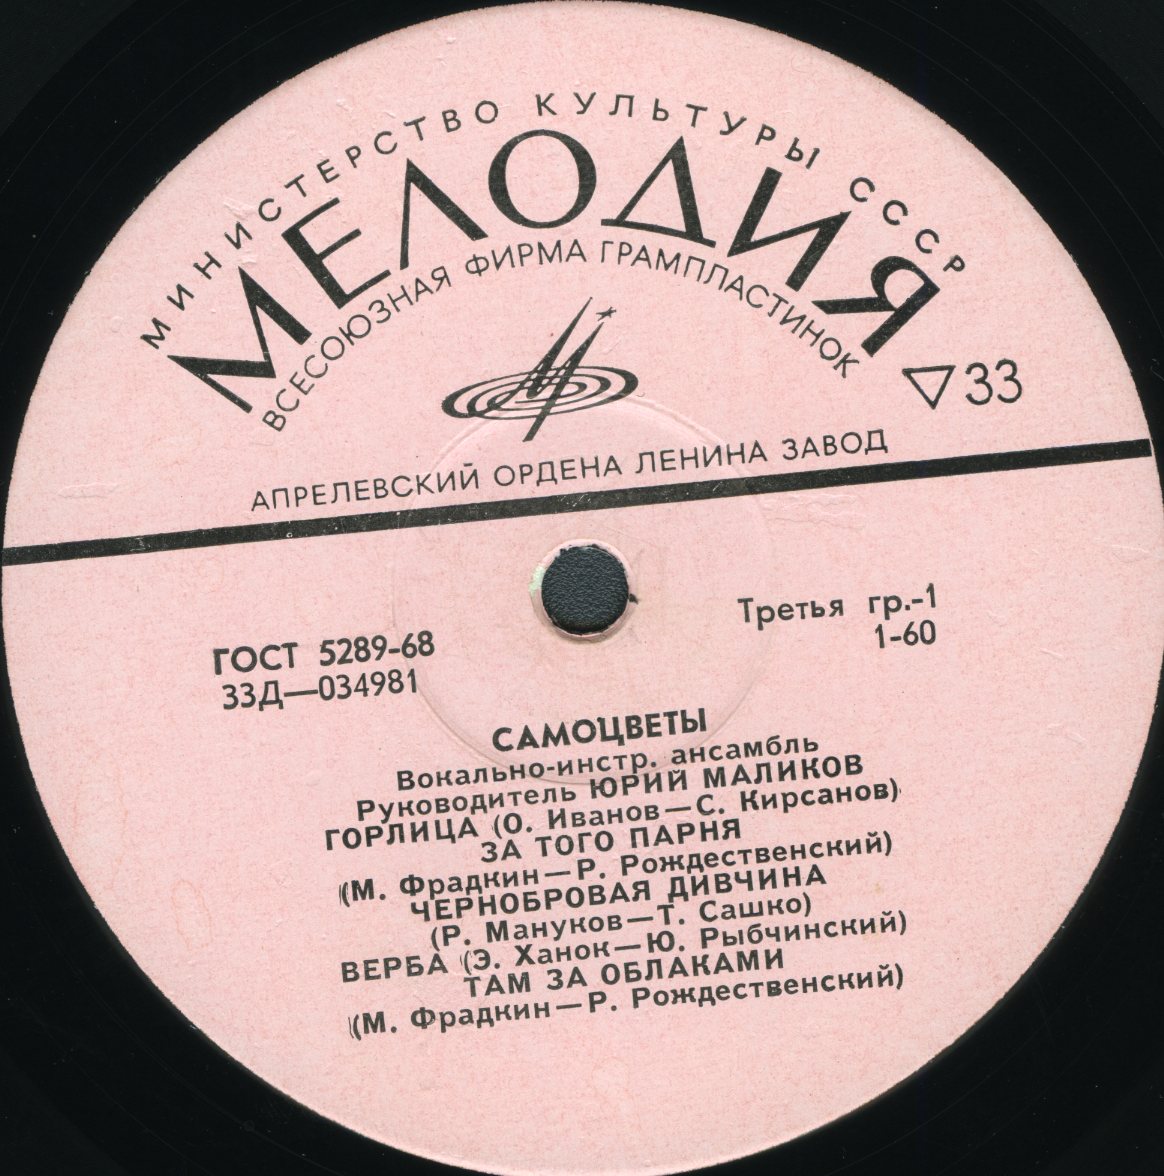 МИНИСТЕРСТВО КУЛЬТУРЫ СССР
МЕЛОДИЯ
ВСЕСОЮЗНАЯ ФИРМА ГРАМПЛАСТИНОК
33
АПРЕЛЕВСКИЙ ОРДЕНА ЛЕНИНА ЗАВОД
ГОСТ 5289-68
33Д—034981
Третья гр.-1
1-60
САМОЦВЕТЫ
Вокально-инстр. ансамбль
Руководитель ЮРИЙ МАЛИКОВ
ГОРЛИЦА (О. Иванов—С. Кирсанов)
ЗА ТОГО ПАРНЯ
(М. Фрадкин—Р. Рождественский)
ЧЕРНОБРОВАЯ ДИВЧИНА
(Р. Мануков—Т. Сашко)
ВЕРБА (Э. Ханок—Ю. Рыбчинский)
ТАМ ЗА ОБЛАКАМИ
(М. Фрадкин—Р. Рождественский)